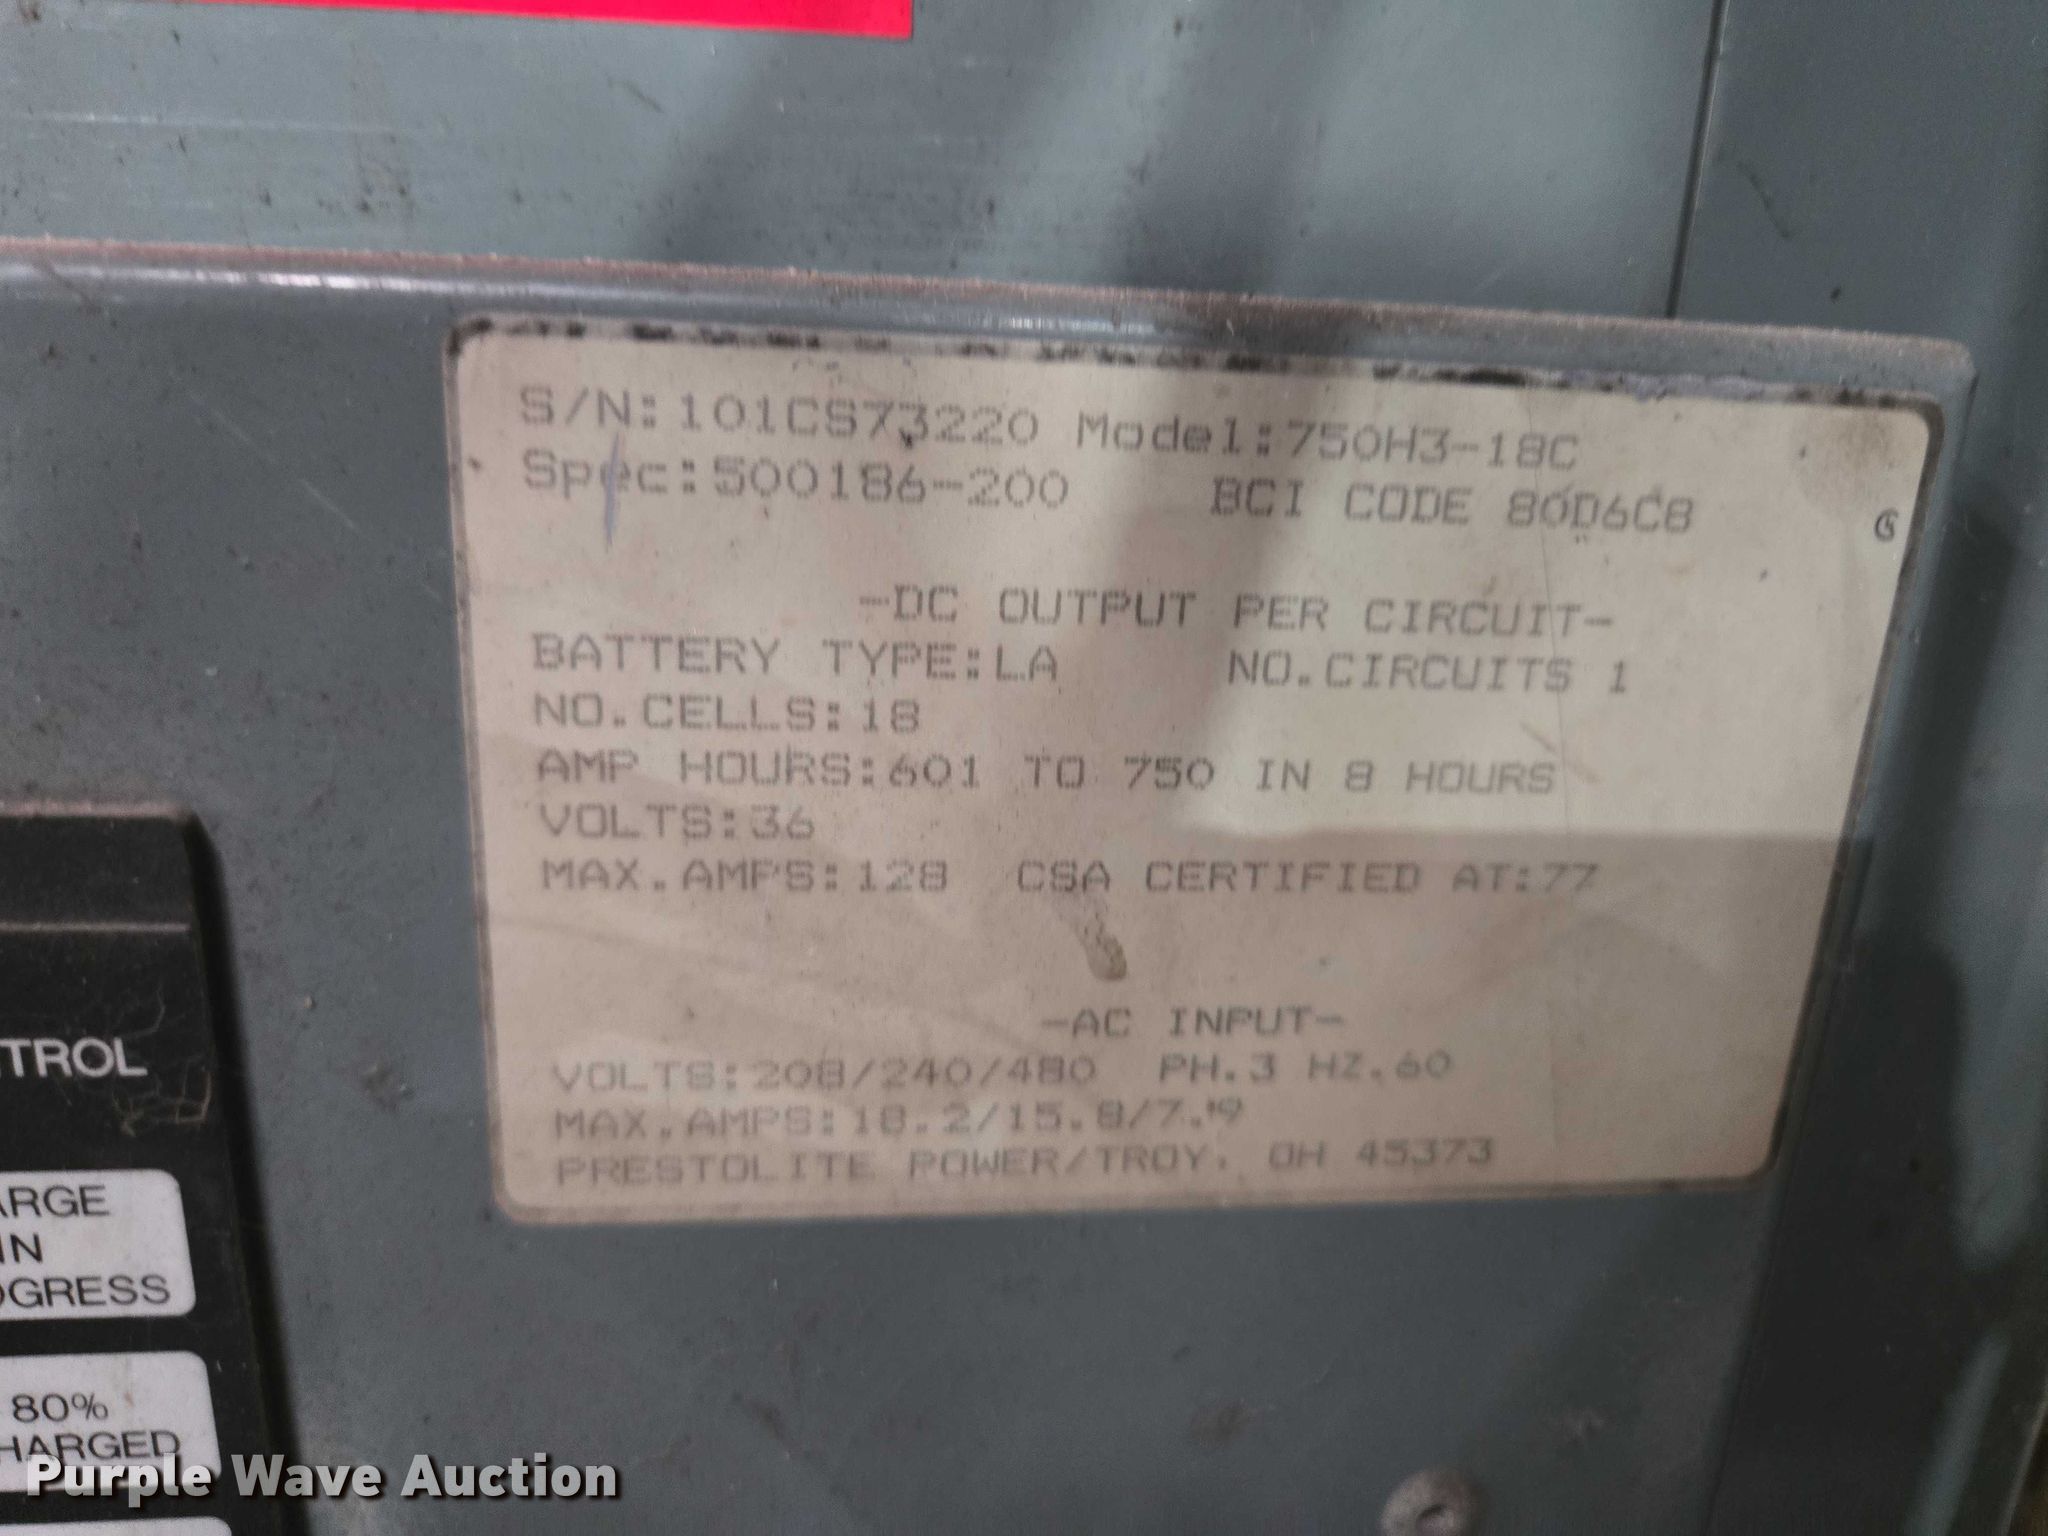 S/N:101CS73220 Model:750H3-18C
Spec:500186-200 BCI CODE 80D6C8
G
-DC OUTPUT PER CIRCUIT-
BATTERY TYPE:LA NO.CIRCUITS 1
NO.CELLS:18
AMP HOURS:601 TO 750 IN 8 HOURS
VOLTS:36
MAX.AMPS:128 CSA CERTIFIED AT:77
-AC INPUT-
VOLTS:208/240/480 PH.3 HZ.60
MAX.AMPS:18.2/15.8/7.9
PRESTOLITE POWER/TROY, OH 45373
TROL
ARGE
IN
OGRESS
80%
HARGED
Purple Wave Auction